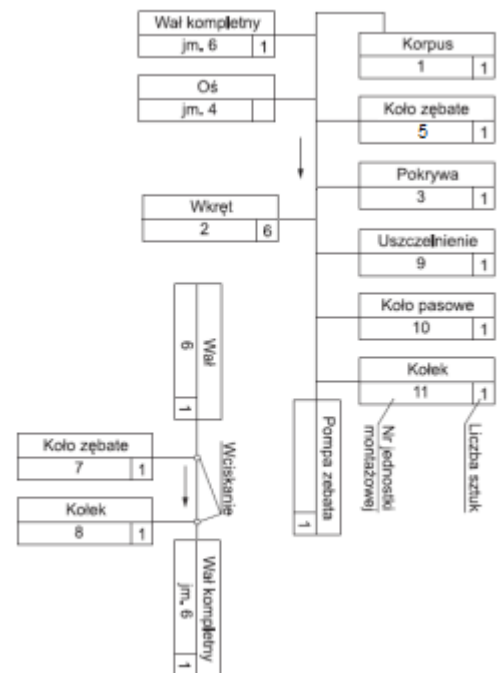 Wał kompletny
jm. 6 1
Korpus
1 1
Oś
jm. 4
Koło zębate
5 1
Pokrywa
3 1
Wkręt
2 6
Uszczelnienie
9 1
Koło pasowe
10 1
Kołek
11 1
Pompa zębata
1
Nr jednostki
montażowej
Liczba sztuk
Wał
6 1
Wciskanie
Koło zębate
7 1
Kołek
8 1
Wał kompletny
jm. 6 1